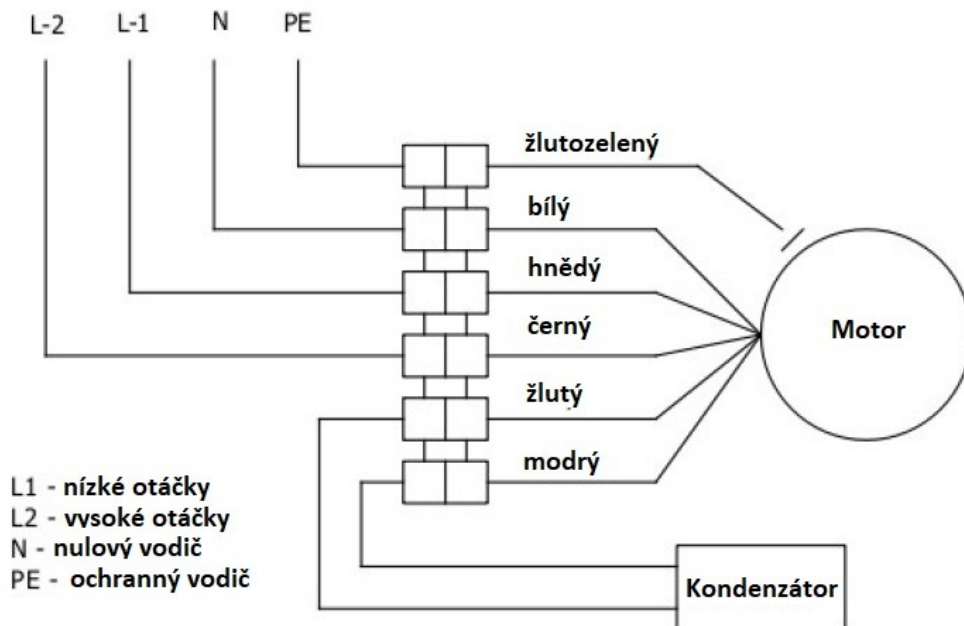 L-2 L-1 N PE
žlutozelený
bílý
hnědý
černý
Motor
žlutý
modrý
L1 - nízké otáčky
L2 - vysoké otáčky
N - nulový vodič
PE - ochranný vodič
Kondenzátor